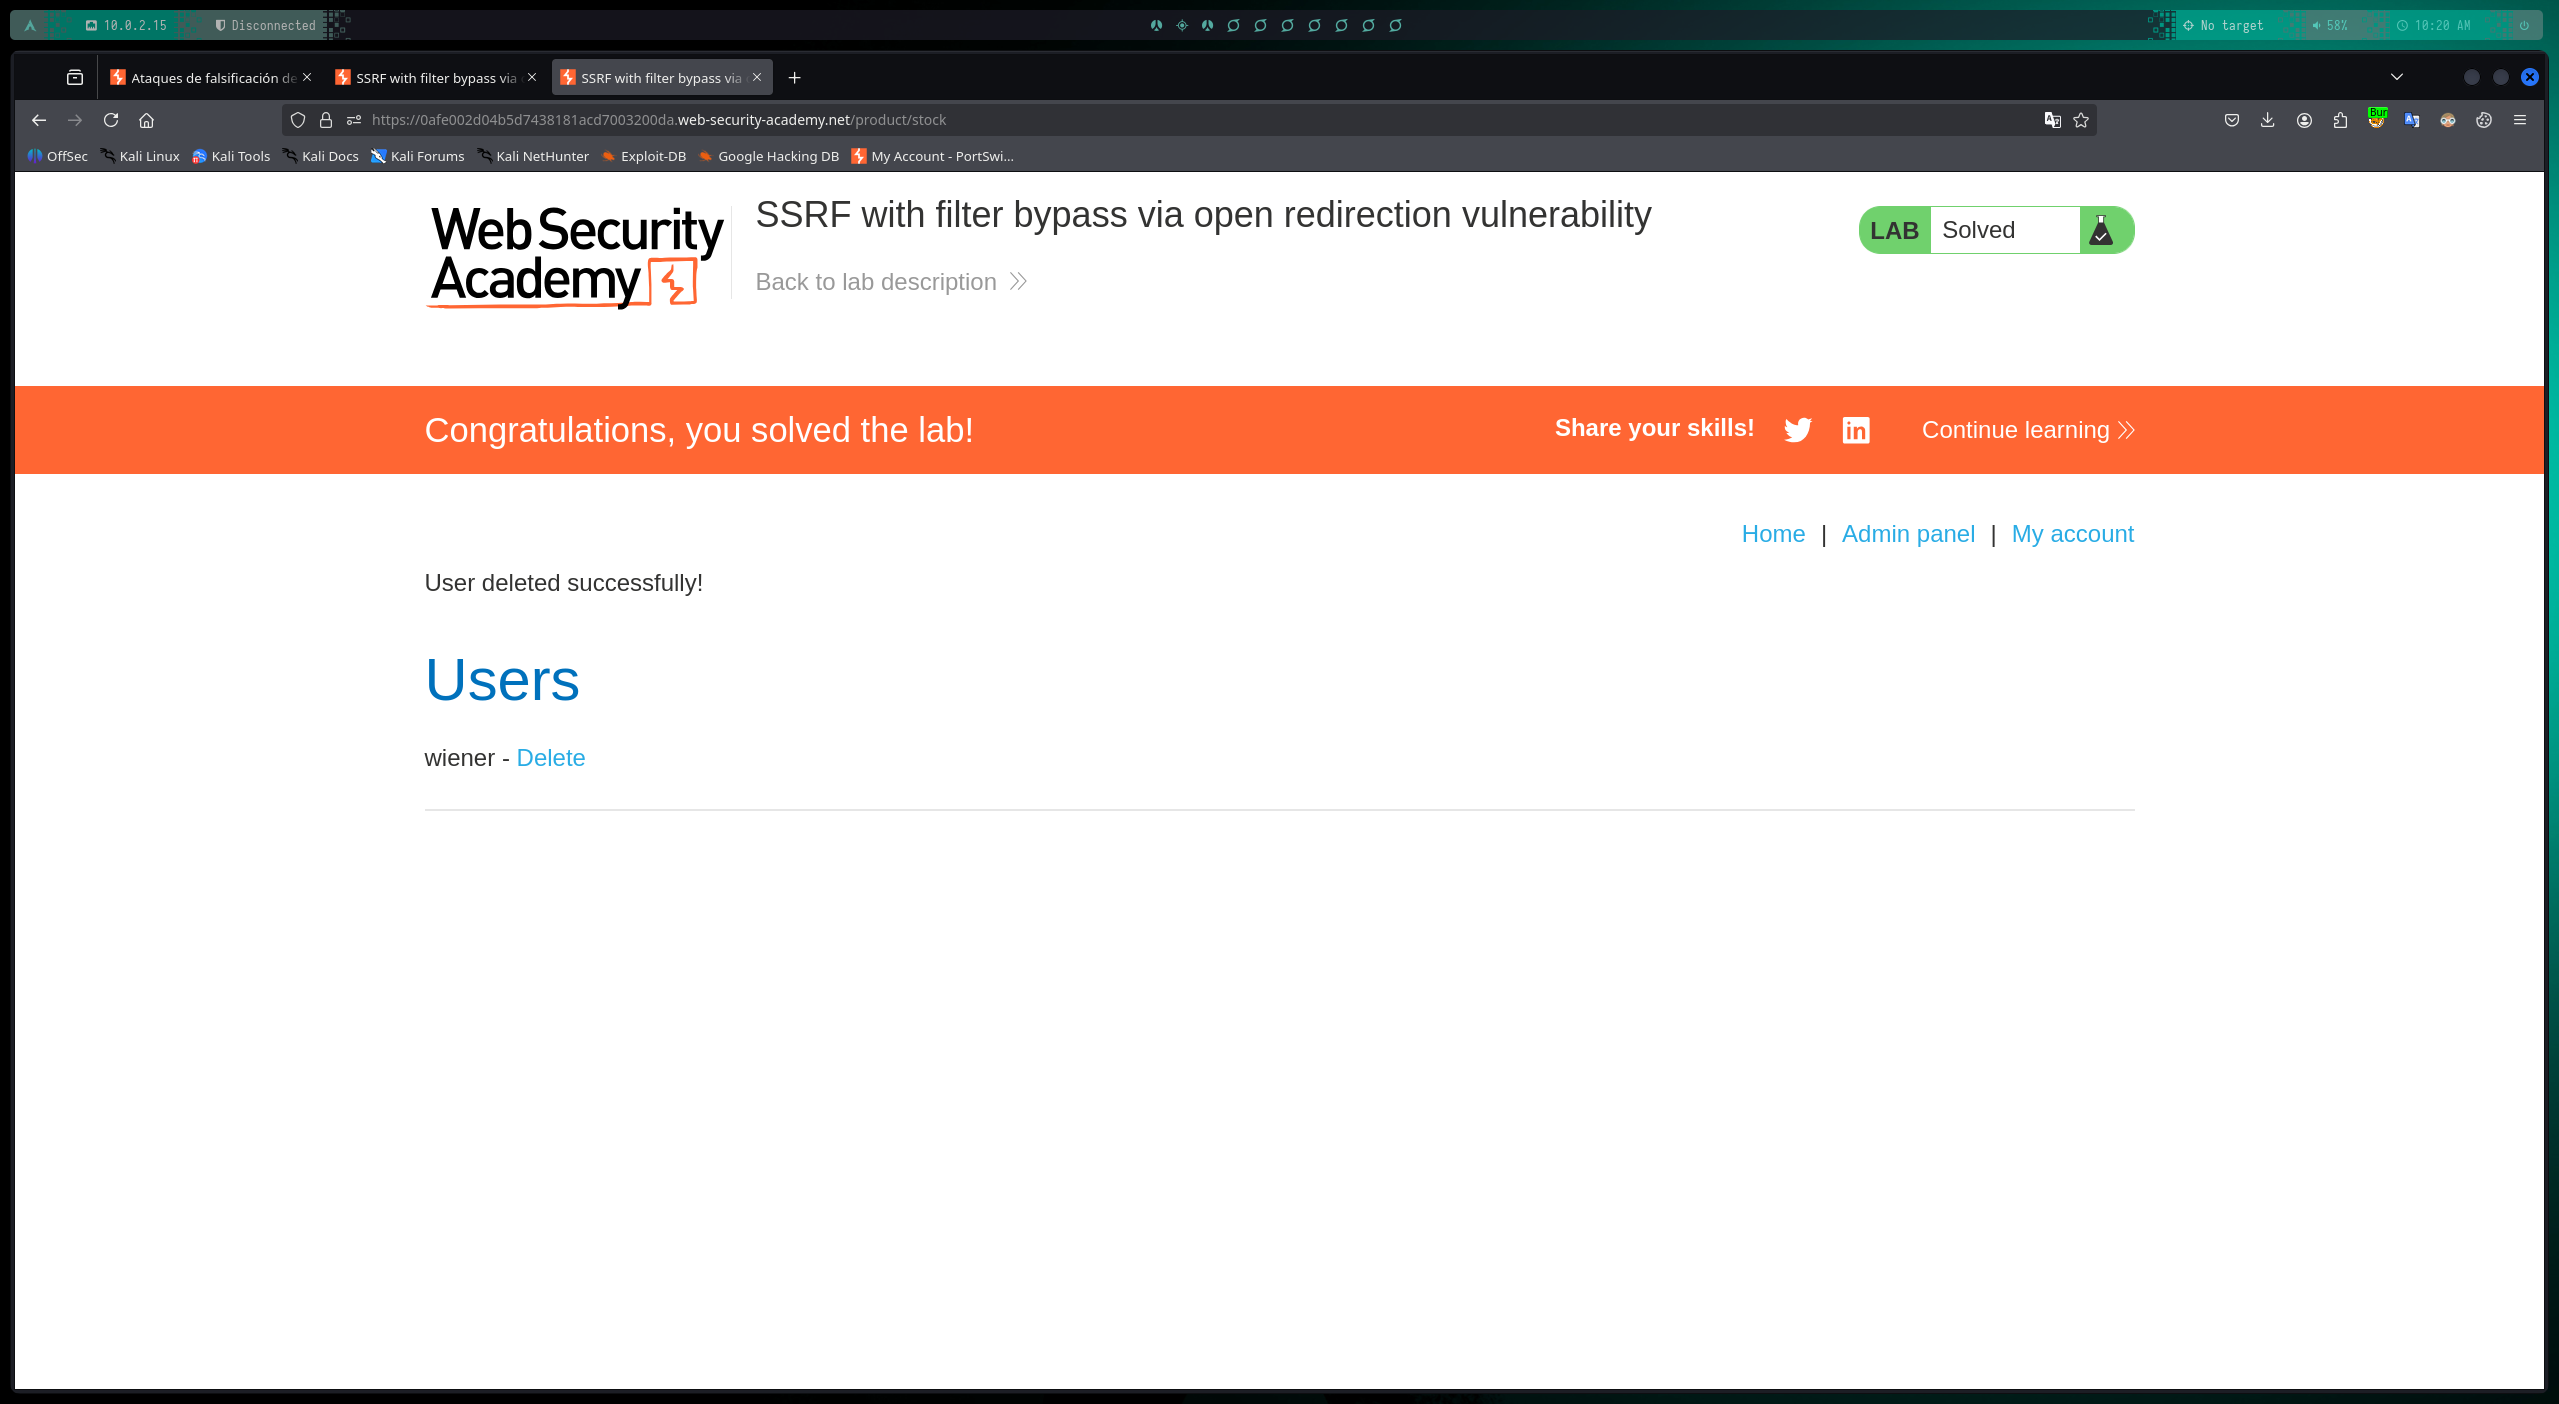 10.0.2.15 Disconnected No target 58% 10:20 AM
Ataques de falsificación de SSRF with filter bypass via SSRF with filter bypass via
https://0afe002d04b5d7438181acd7003200da.web-security-academy.net/product/stock
Bur
OffSec Kali Linux Kali Tools Kali Docs Kali Forums Kali NetHunter Exploit-DB Google Hacking DB My Account - PortSwi...
Web Security
Academy
SSRF with filter bypass via open redirection vulnerability
LAB Solved
Back to lab description
Congratulations, you solved the lab!
Share your skills! Continue learning
Home | Admin panel | My account
User deleted successfully!
Users
wiener - Delete